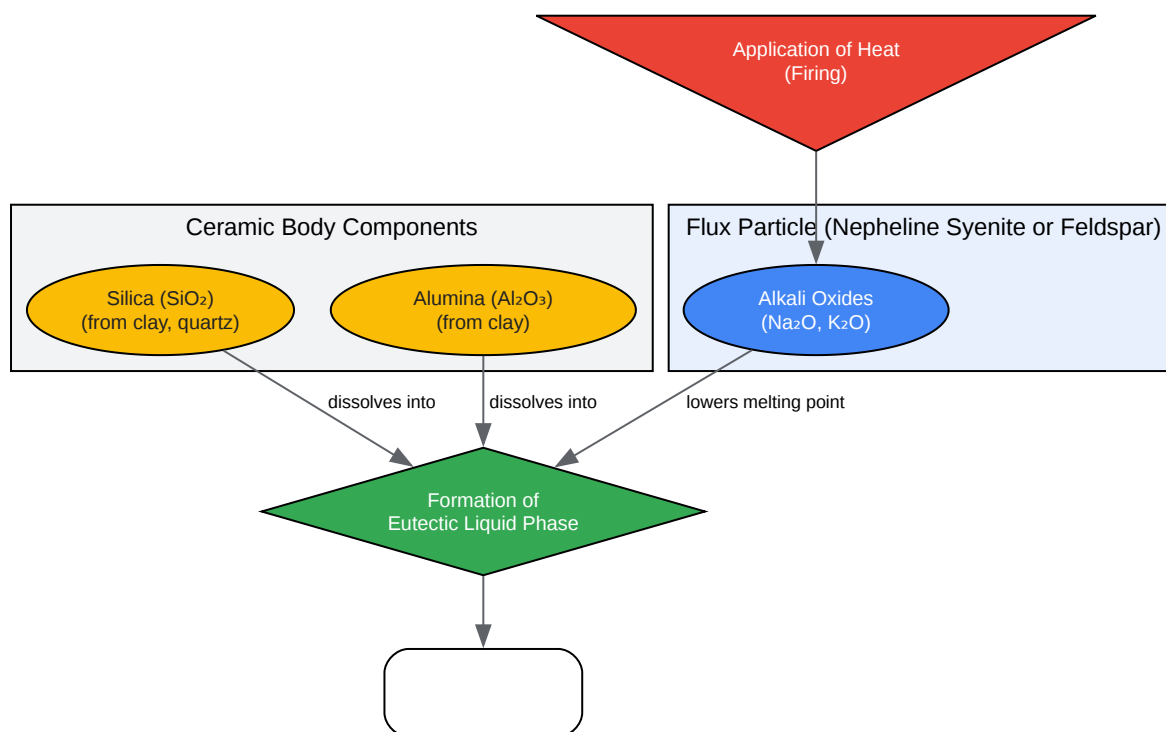 Application of Heat
(Firing)
Ceramic Body Components
Flux Particle (Nepheline Syenite or Feldspar)
Silica (SiO₂)
(from clay, quartz)
Alumina (Al₂O₃)
(from clay)
Alkali Oxides
(Na₂O, K₂O)
dissolves into
dissolves into
lowers melting point
Formation of
Eutectic Liquid Phase